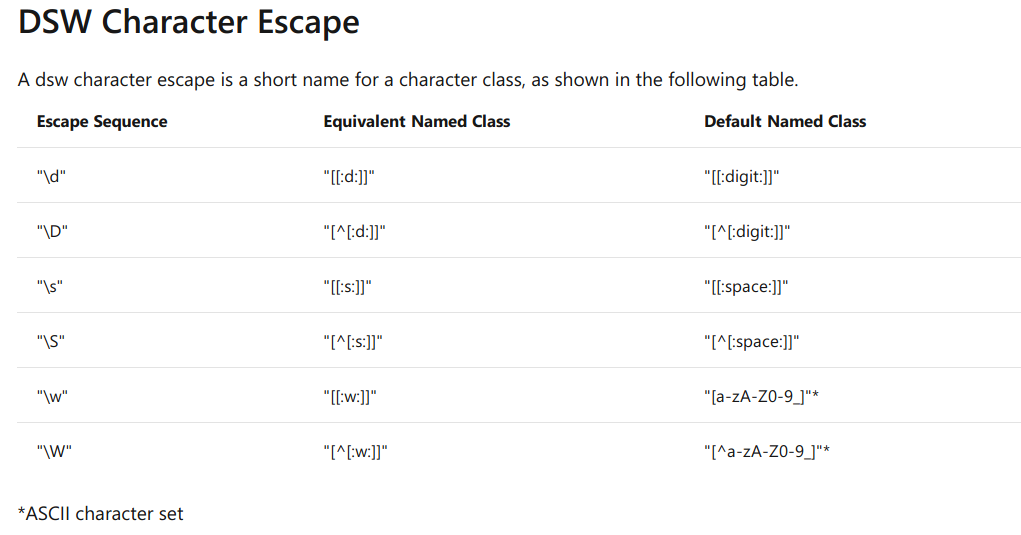 DSW Character Escape
A dsw character escape is a short name for a character class, as shown in the following table.
Escape Sequence Equivalent Named Class Default Named Class
"\d" "[[:d:]]" "[[:digit:]]"
"\D" "[^[:d:]]" "[^[:digit:]]"
"\s" "[[:s:]]" "[[:space:]]"
"\S" "[^[:s:]]" "[^[:space:]]"
"\w" "[[:w:]]" "[a-zA-Z0-9_]"*
"\W" "[^[:w:]]" "[^a-zA-Z0-9_]"*
*ASCII character set